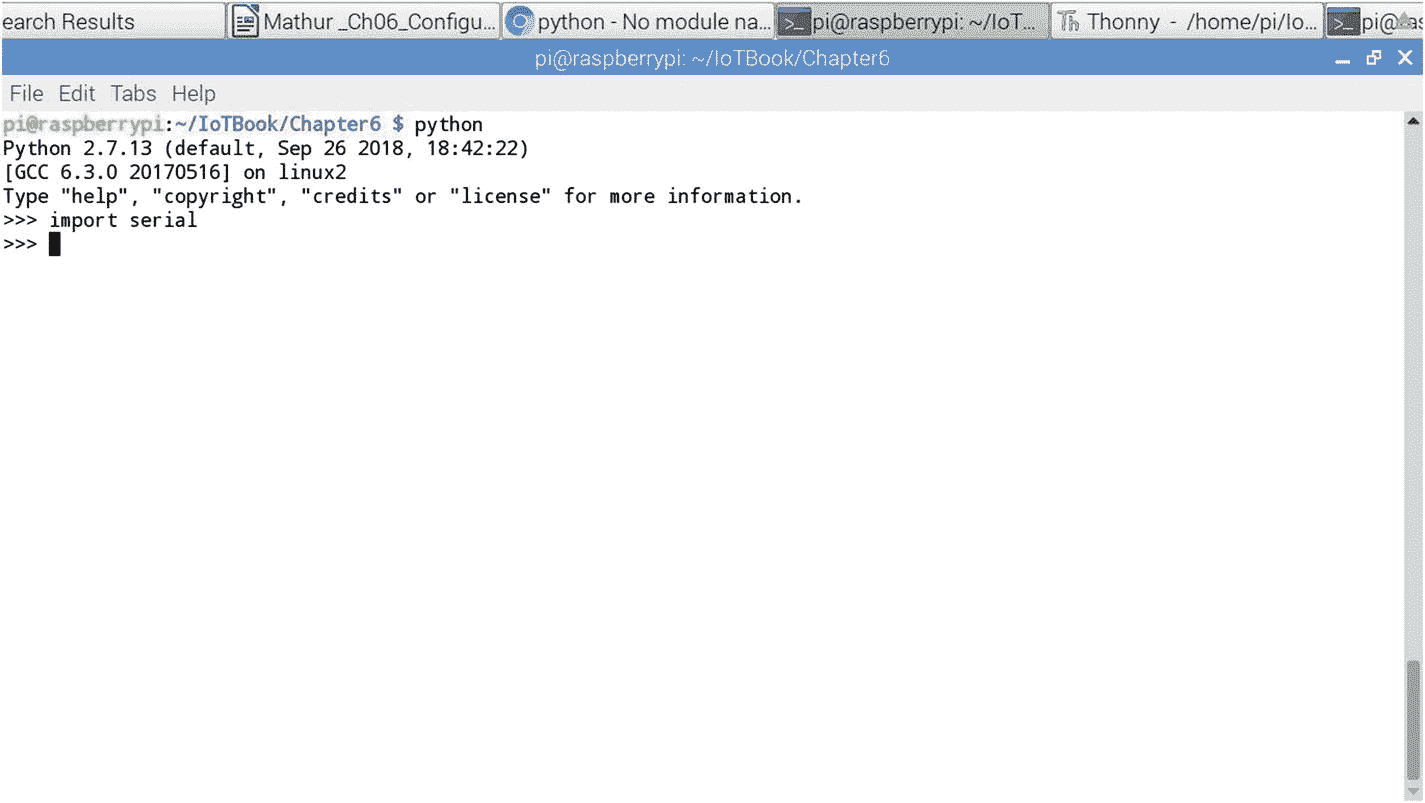 earch Results
Mathur _Ch06_Configu...
python - No module na...
pi@raspberrypi: ~/IoT...
Thonny - /home/pi/Io...
pi@ras
pi@raspberrypi: ~/IoTBook/Chapter6
File Edit Tabs Help
pi@raspberrypi:~/IoTBook/Chapter6 $ python
Python 2.7.13 (default, Sep 26 2018, 18:42:22)
[GCC 6.3.0 20170516] on linux2
Type "help", "copyright", "credits" or "license" for more information.
>>> import serial
>>>